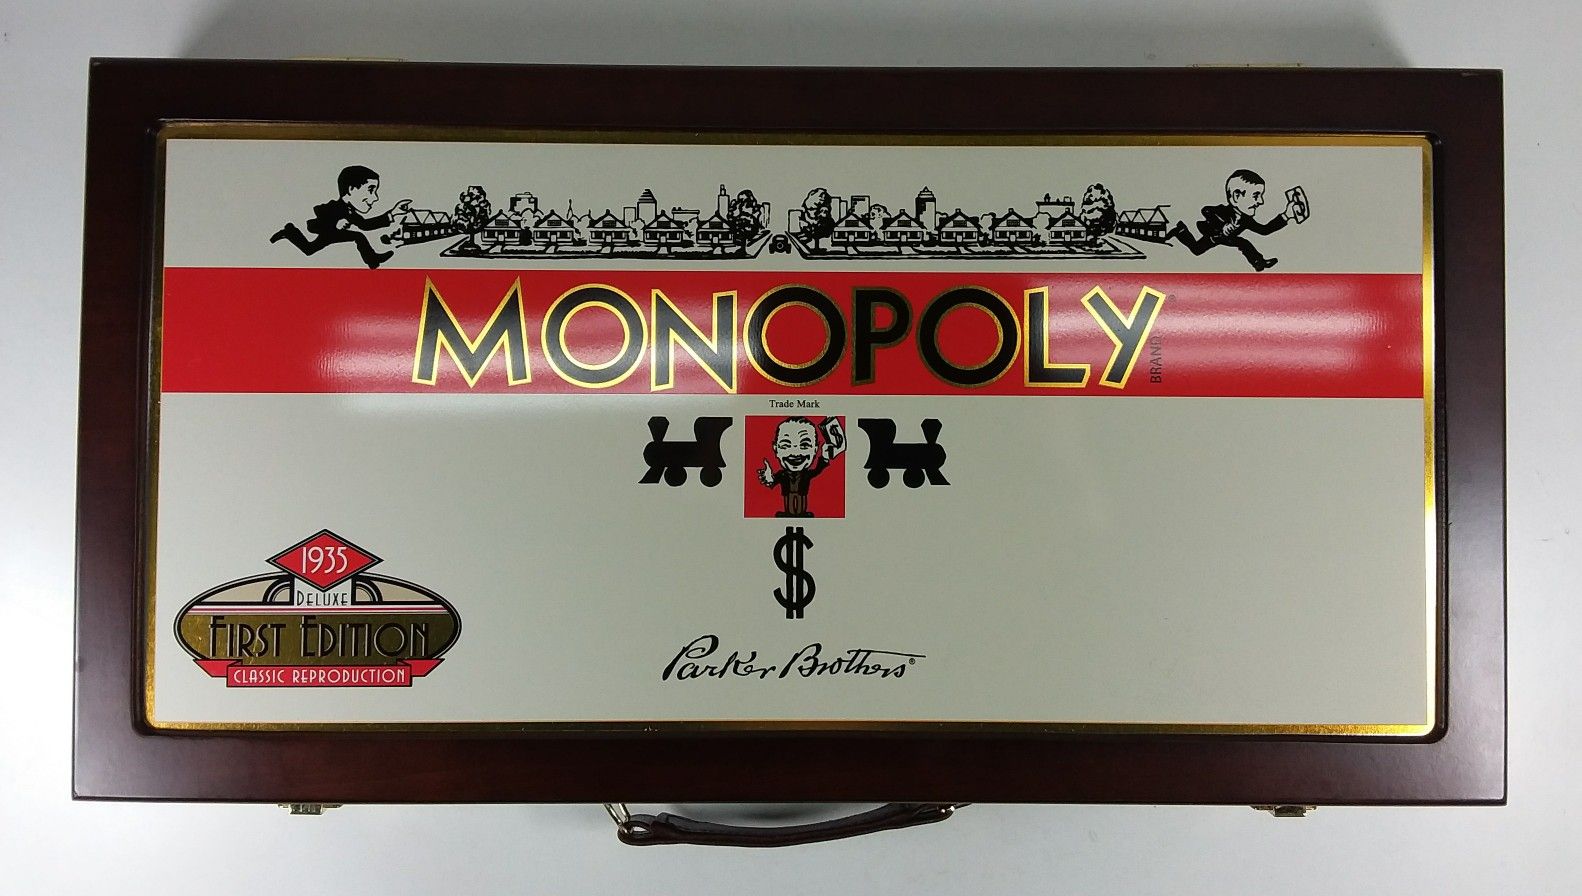 MONOPOLY
BRAND
Trade Mark
$
$
1935
DELUXE
FIRST EDITION
CLASSIC REPRODUCTION
Parker Brothers®